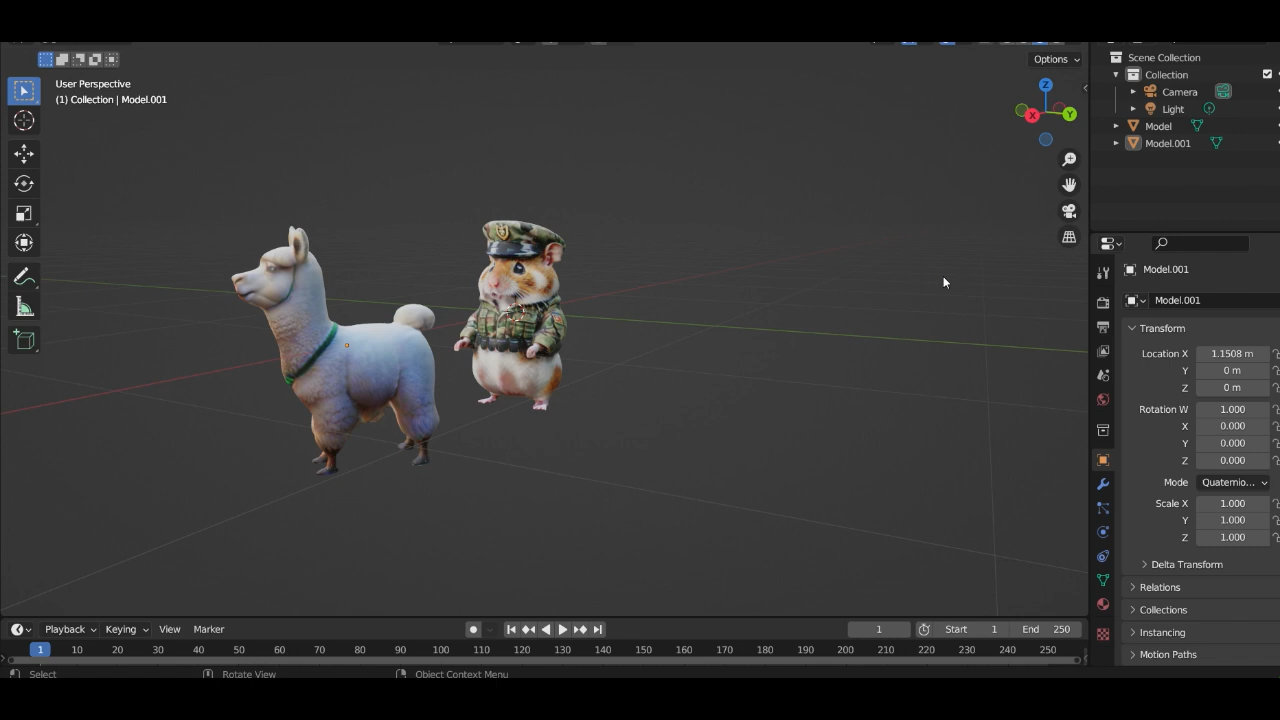 Options
User Perspective
(1) Collection | Model.001
Z
X
Y
Scene Collection
Collection
Camera
Light
Model
Model.001
Model.001
Model.001
Transform
Location X 1.1508 m
Y 0 m
Z 0 m
Rotation W 1.000
X 0.000
Y 0.000
Z 0.000
Mode Quaternio...
Scale X 1.000
Y 1.000
Z 1.000
Delta Transform
Relations
Collections
Instancing
Motion Paths
Playback Keying View Marker 1 Start 1 End 250
1 10 20 30 40 50 60 70 80 90 100 110 120 130 140 150 160 170 180 190 200 210 220 230 240 250
Select Rotate View Object Context Menu